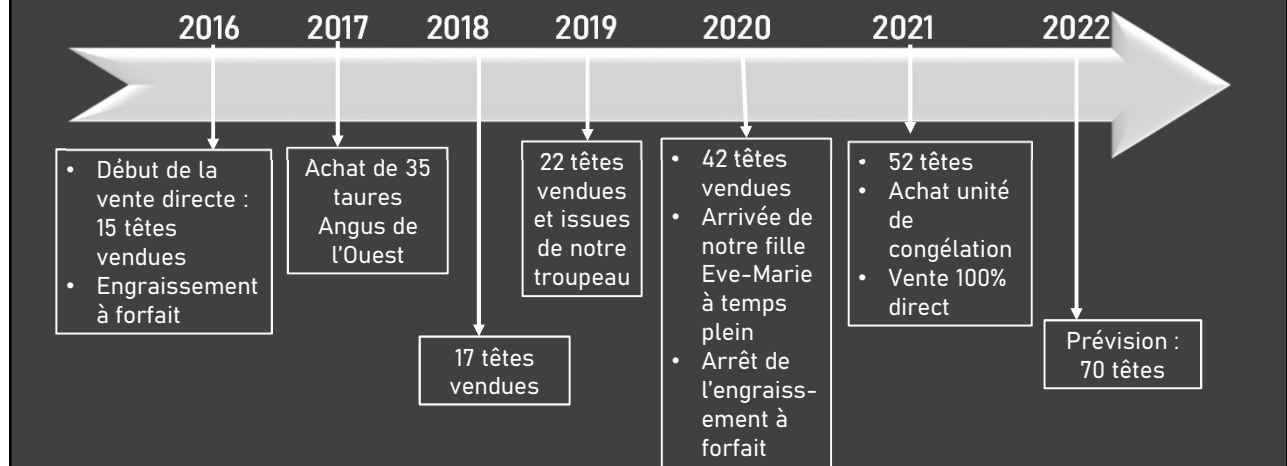 2016 2017 2018 2019 2020 2021 2022
• Début de la
vente directe :
15 têtes
vendues
• Engraissement
à forfait
Achat de 35
taures
Angus de
l'Ouest
17 têtes
vendues
22 têtes
vendues
et issues
de notre
troupeau
• 42 têtes
vendues
• Arrivée de
notre fille
Eve-Marie
à temps
plein
• Arrêt de
l'engraiss-
ement à
forfait
• 52 têtes
• Achat unité
de
congélation
• Vente 100%
direct
Prévision :
70 têtes